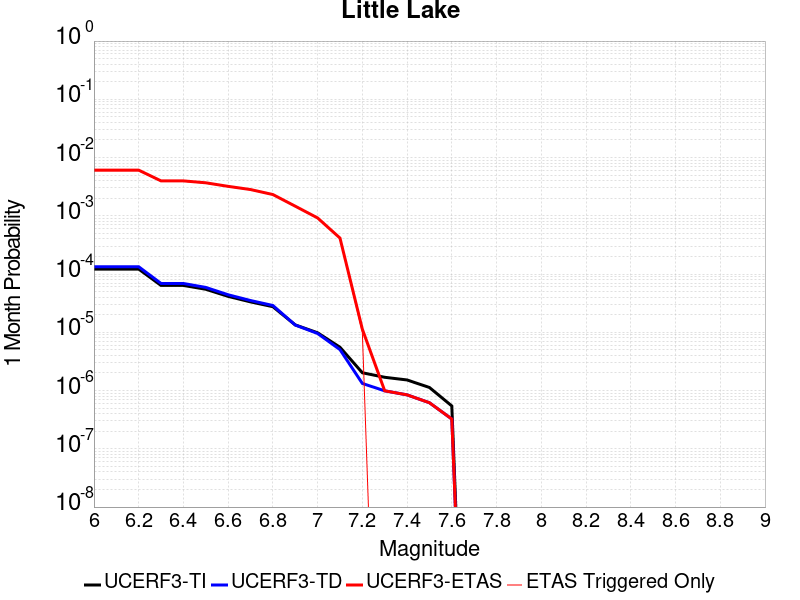 Little Lake
10^0
10^-1
10^-2
10^-3
10^-4
10^-5
10^-6
10^-7
10^-8
1 Month Probability
6 6.2 6.4 6.6 6.8 7 7.2 7.4 7.6 7.8 8 8.2 8.4 8.6 8.8 9
Magnitude
UCERF3-TI UCERF3-TD UCERF3-ETAS ETAS Triggered Only